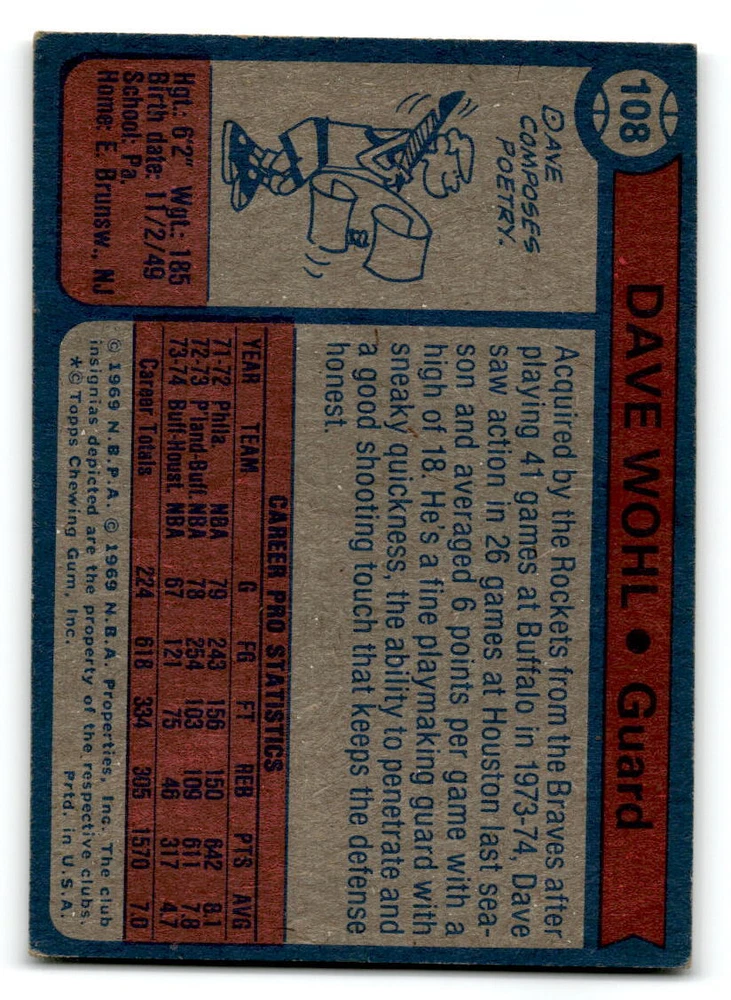 108
DAVE WOHL • Guard
DAVE
COMPOSES
POETRY.
Hgt.: 6'2" Wgt.: 185
Birth date: 11/2/49
School: Pa.
Home: E. Brunsw., NJ
Acquired by the Rockets from the Braves after
playing 41 games at Buffalo in 1973-74, Dave
saw action in 26 games at Houston last sea-
son and averaged 6 points per game with a
high of 18. He's a fine playmaking guard with
sneaky quickness, the ability to penetrate and
a good shooting touch that keeps the defense
honest.
CAREER PRO STATISTICS
YEAR TEAM G FG FT REB PTS AVG
71-72 Phila. NBA 79 243 156 150 642 8.1
72-73 P'land-Buff. NBA 78 254 103 109 611 7.8
73-74 Buff-Houst. NBA 67 121 75 46 317 4.7
Career Totals 224 618 334 305 1570 7.0
© 1969 N.B.P.A. © 1969 N.B.A. Properties, Inc. The club
insignias depicted are the property of the respective clubs.
*© Topps Chewing Gum, Inc. Prtd. in U.S.A.